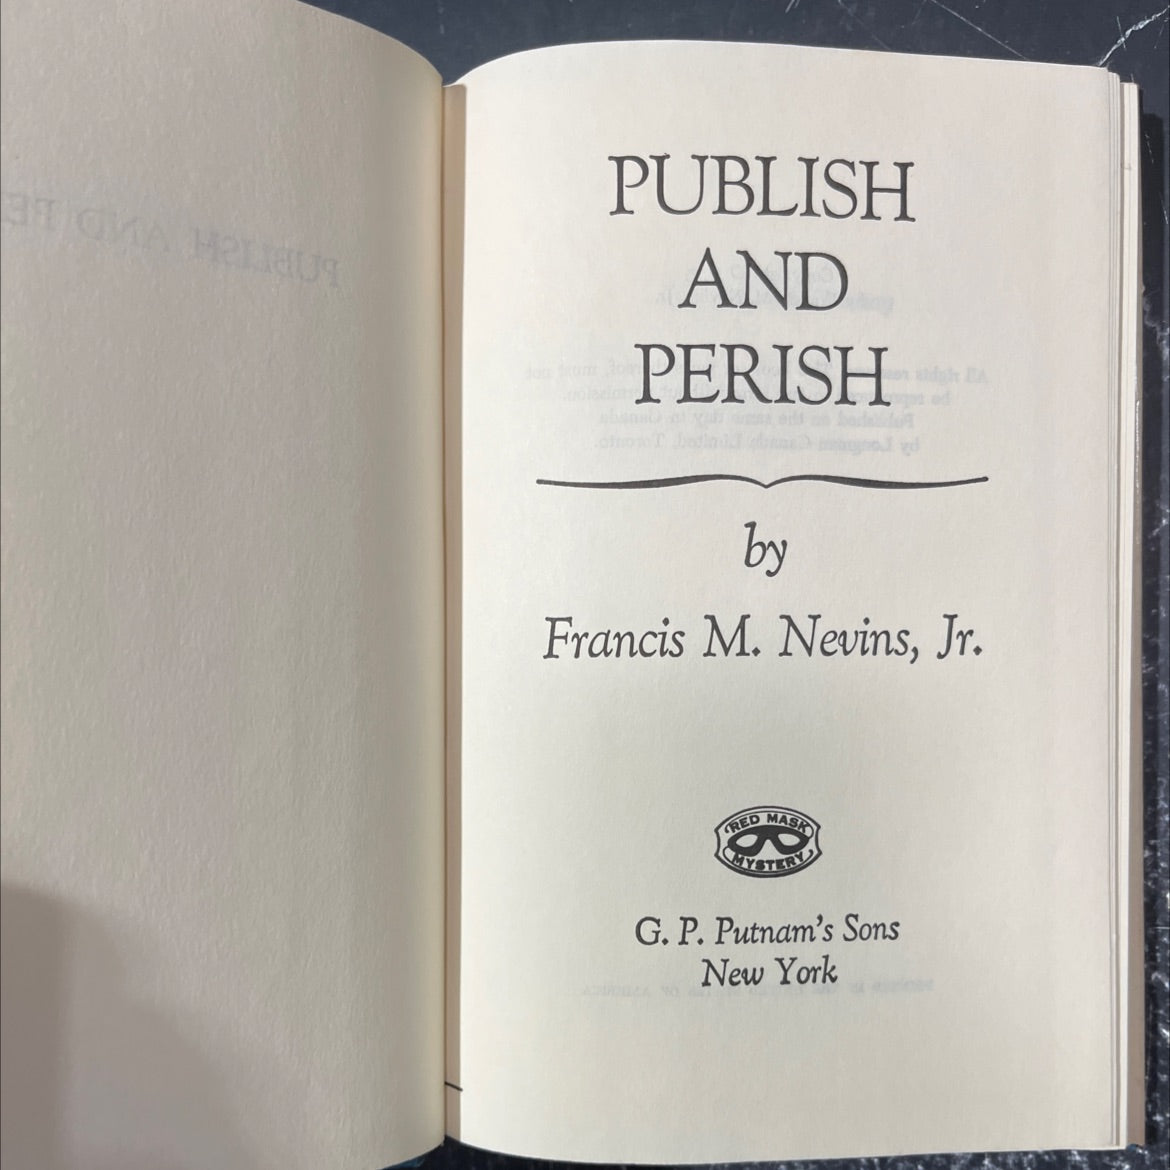 PUBLISH
AND
PERISH
by
Francis M. Nevins, Jr.
RED MASK
MYSTERY
G. P. Putnam's Sons
New York